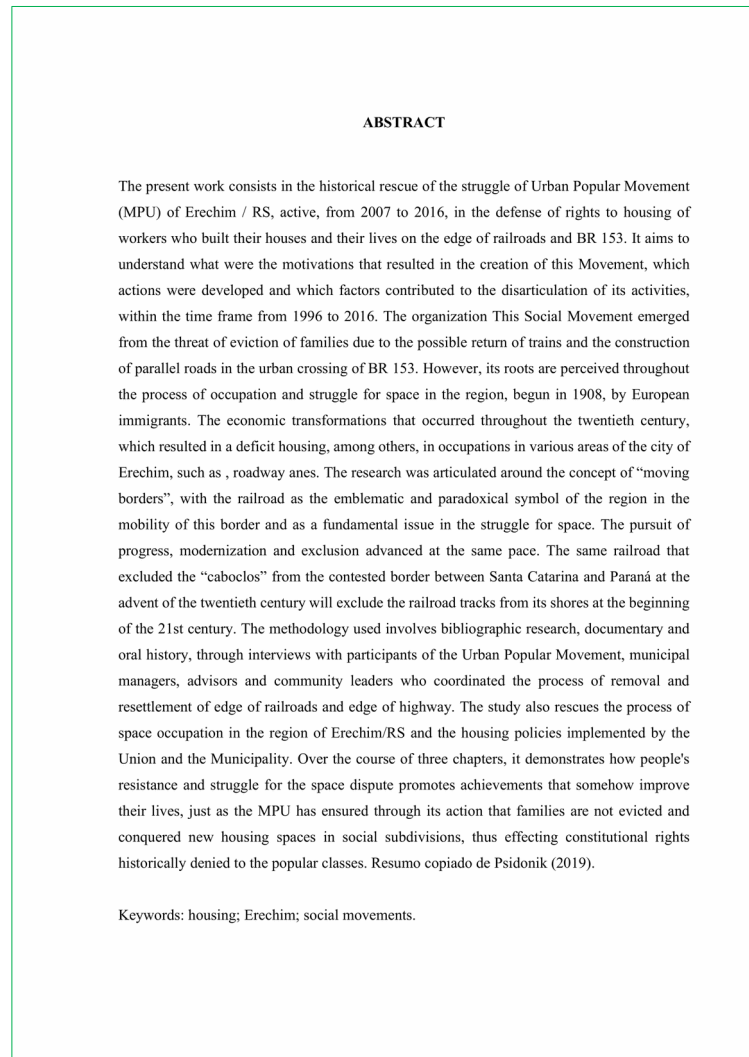 ABSTRACT
The present work consists in the historical rescue of the struggle of Urban Popular Movement
(MPU) of Erechim / RS, active, from 2007 to 2016, in the defense of rights to housing of
workers who built their houses and their lives on the edge of railroads and BR 153. It aims to
understand what were the motivations that resulted in the creation of this Movement, which
actions were developed and which factors contributed to the disarticulation of its activities,
within the time frame from 1996 to 2016. The organization This Social Movement emerged
from the threat of eviction of families due to the possible return of trains and the construction
of parallel roads in the urban crossing of BR 153. However, its roots are perceived throughout
the process of occupation and struggle for space in the region, begun in 1908, by European
immigrants. The economic transformations that occurred throughout the twentieth century,
which resulted in a deficit housing, among others, in occupations in various areas of the city of
Erechim, such as , roadway anes. The research was articulated around the concept of “moving
borders”, with the railroad as the emblematic and paradoxical symbol of the region in the
mobility of this border and as a fundamental issue in the struggle for space. The pursuit of
progress, modernization and exclusion advanced at the same pace. The same railroad that
excluded the “caboclos” from the contested border between Santa Catarina and Paraná at the
advent of the twentieth century will exclude the railroad tracks from its shores at the beginning
of the 21st century. The methodology used involves bibliographic research, documentary and
oral history, through interviews with participants of the Urban Popular Movement, municipal
managers, advisors and community leaders who coordinated the process of removal and
resettlement of edge of railroads and edge of highway. The study also rescues the process of
space occupation in the region of Erechim/RS and the housing policies implemented by the
Union and the Municipality. Over the course of three chapters, it demonstrates how people's
resistance and struggle for the space dispute promotes achievements that somehow improve
their lives, just as the MPU has ensured through its action that families are not evicted and
conquered new housing spaces in social subdivisions, thus effecting constitutional rights
historically denied to the popular classes. Resumo copiado de Psidonik (2019).
Keywords: housing; Erechim; social movements.